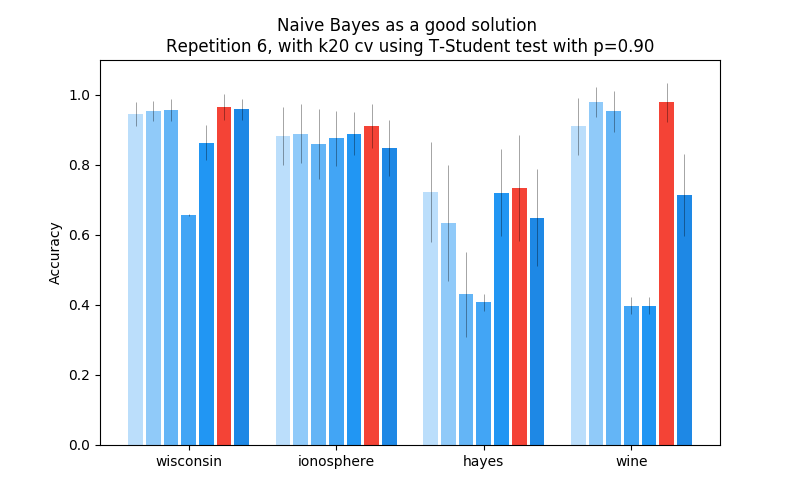 Naive Bayes as a good solution
Repetition 6, with k20 cv using T-Student test with p=0.90
1.0
0.8
0.6
0.4
0.2
0.0
Accuracy
wisconsin
ionosphere
hayes
wine